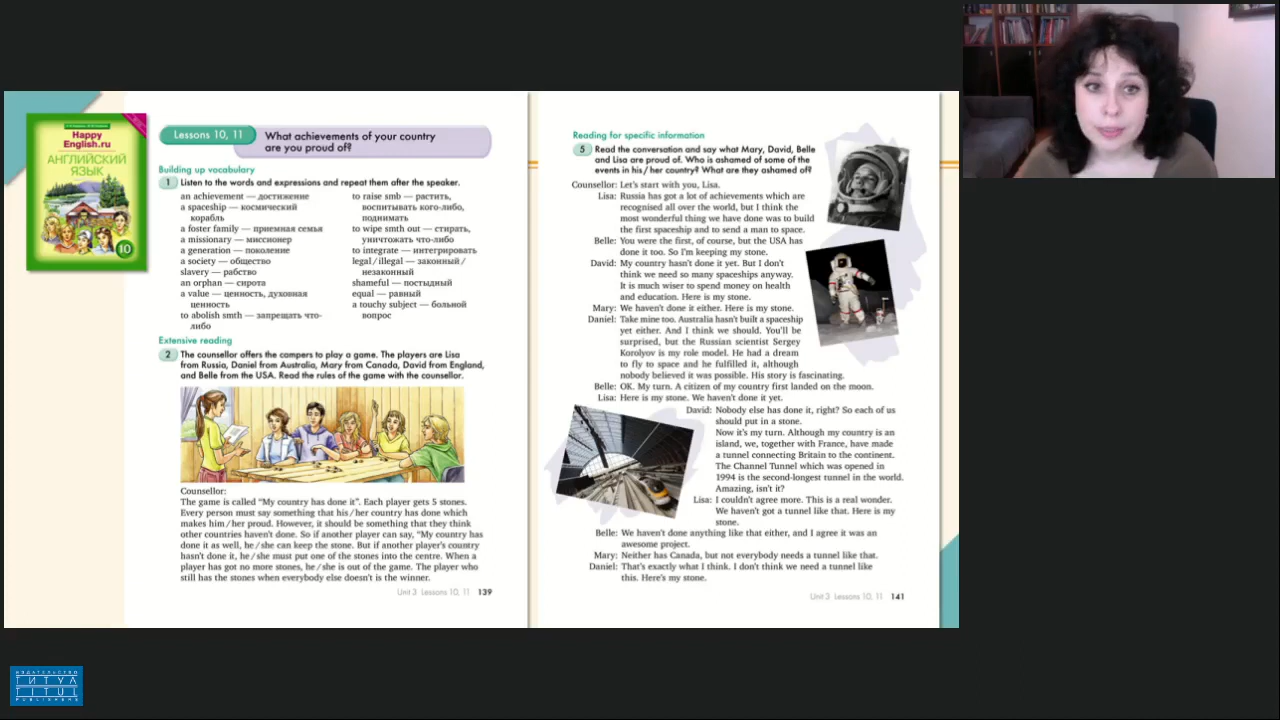 Happy
English.ru
АНГЛИЙСКИЙ
ЯЗЫК
10
Lessons 10, 11
What achievements of your country
are you proud of?
Building up vocabulary
1 Listen to the words and expressions and repeat them after the speaker.
an achievement — достижение
a spaceship — космический
корабль
a foster family — приемная семья
a missionary — миссионер
a generation — поколение
a society — общество
slavery — рабство
an orphan — сирота
a value — ценность, духовная
ценность
to abolish smth — запрещать что-
либо
to raise smb — растить,
воспитывать кого-либо,
поднимать
to wipe smth out — стирать,
уничтожать что-либо
to integrate — интегрировать
legal / illegal — законный /
незаконный
shameful — постыдный
equal — равный
a touchy subject — больной
вопрос
Extensive reading
2 The counsellor offers the campers to play a game. The players are Lisa
from Russia, Daniel from Australia, Mary from Canada, David from England,
and Belle from the USA. Read the rules of the game with the counsellor.
Counsellor:
The game is called “My country has done it”. Each player gets 5 stones.
Every person must say something that his / her country has done which
makes him / her proud. However, it should be something that they think
other countries haven’t done. So if another player can say, “My country has
done it as well, he / she can keep the stone. But if another player’s country
hasn’t done it, he / she must put one of the stones into the centre. When a
player has got no more stones, he / she is out of the game. The player who
still has the stones when everybody else doesn’t is the winner.
Unit 3 Lessons 10, 11 139
Reading for specific information
5 Read the conversation and say what Mary, David, Belle
and Lisa are proud of. Who is ashamed of some of the
events in his / her country? What are they ashamed of?
Counsellor: Let’s start with you, Lisa.
Lisa: Russia has got a lot of achievements which are
recognised all over the world, but I think the
most wonderful thing we have done was to build
the first spaceship and to send a man to space.
Belle: You were the first, of course, but the USA has
done it too. So I’m keeping my stone.
David: My country hasn’t done it yet. But I don’t
think we need so many spaceships anyway.
It is much wiser to spend money on health
and education. Here is my stone.
Mary: We haven’t done it either. Here is my stone.
Daniel: Take mine too. Australia hasn’t built a spaceship
yet either. And I think we should. You’ll be
surprised, but the Russian scientist Sergey
Korolyov is my role model. He had a dream
to fly to space and he fulfilled it, although
nobody believed it was possible. His story is fascinating.
Belle: OK. My turn. A citizen of my country first landed on the moon.
Lisa: Here is my stone. We haven’t done it yet.
David: Nobody else has done it, right? So each of us
should put in a stone.
Now it’s my turn. Although my country is an
island, we, together with France, have made
a tunnel connecting Britain to the continent.
The Channel Tunnel which was opened in
1994 is the second-longest tunnel in the world.
Amazing, isn’t it?
Lisa: I couldn’t agree more. This is a real wonder.
We haven’t got a tunnel like that. Here is my
stone.
Belle: We haven’t done anything like that either, and I agree it was an
awesome project.
Mary: Neither has Canada, but not everybody needs a tunnel like that.
Daniel: That’s exactly what I think. I don’t think we need a tunnel like
this. Here’s my stone.
Unit 3 Lessons 10, 11 141
ИЗДАТЕЛЬСТВО
ТИТУЛ
TITUL
PUBLISHERS